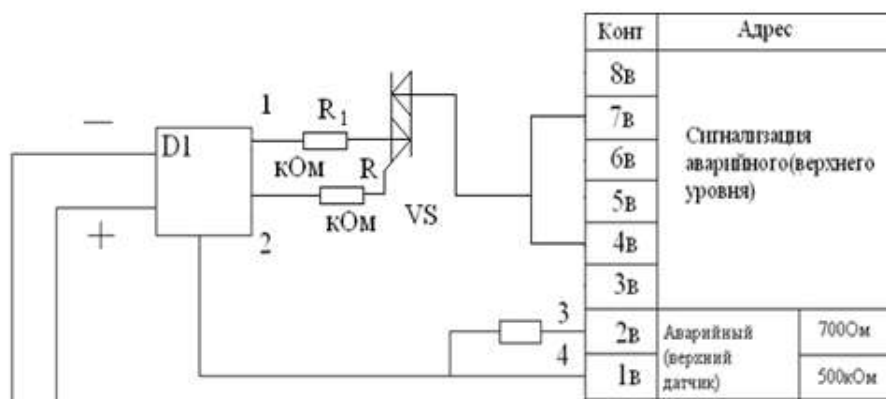 Конт
Адрес
8в
7в
6в
5в
4в
3в
2в
1в
Сигнализация
аварийного(верхнего
уровня)
Аварийный
(верхний
датчик)
700Ом
500кОм
—
+
D1
1
2
R1
кОм
R
кОм
VS
3
4